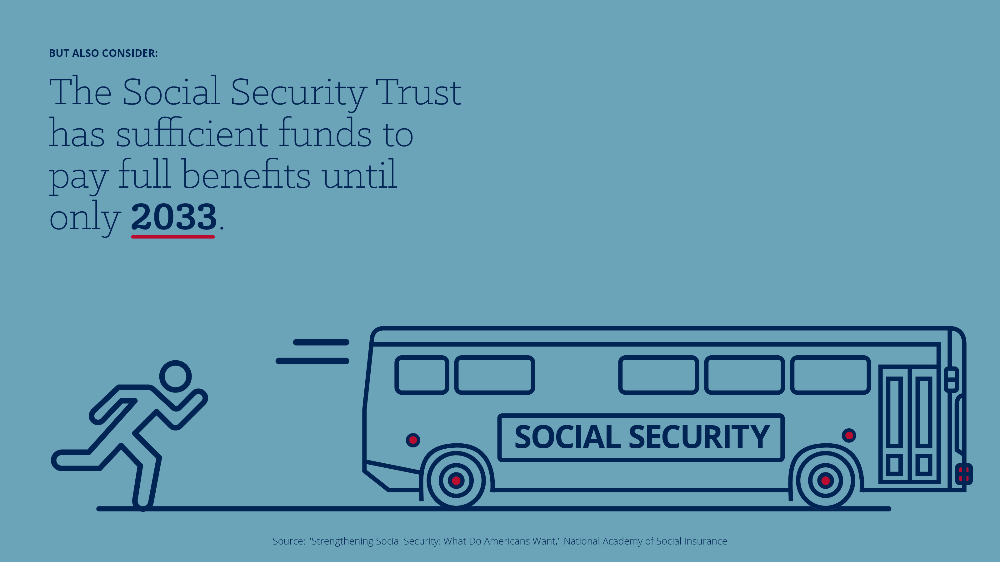 BUT ALSO CONSIDER:
The Social Security Trust
has sufficient funds to
pay full benefits until
only 2033.
SOCIAL SECURITY
Source: "Strengthening Social Security: What Do Americans Want," National Academy of Social Insurance